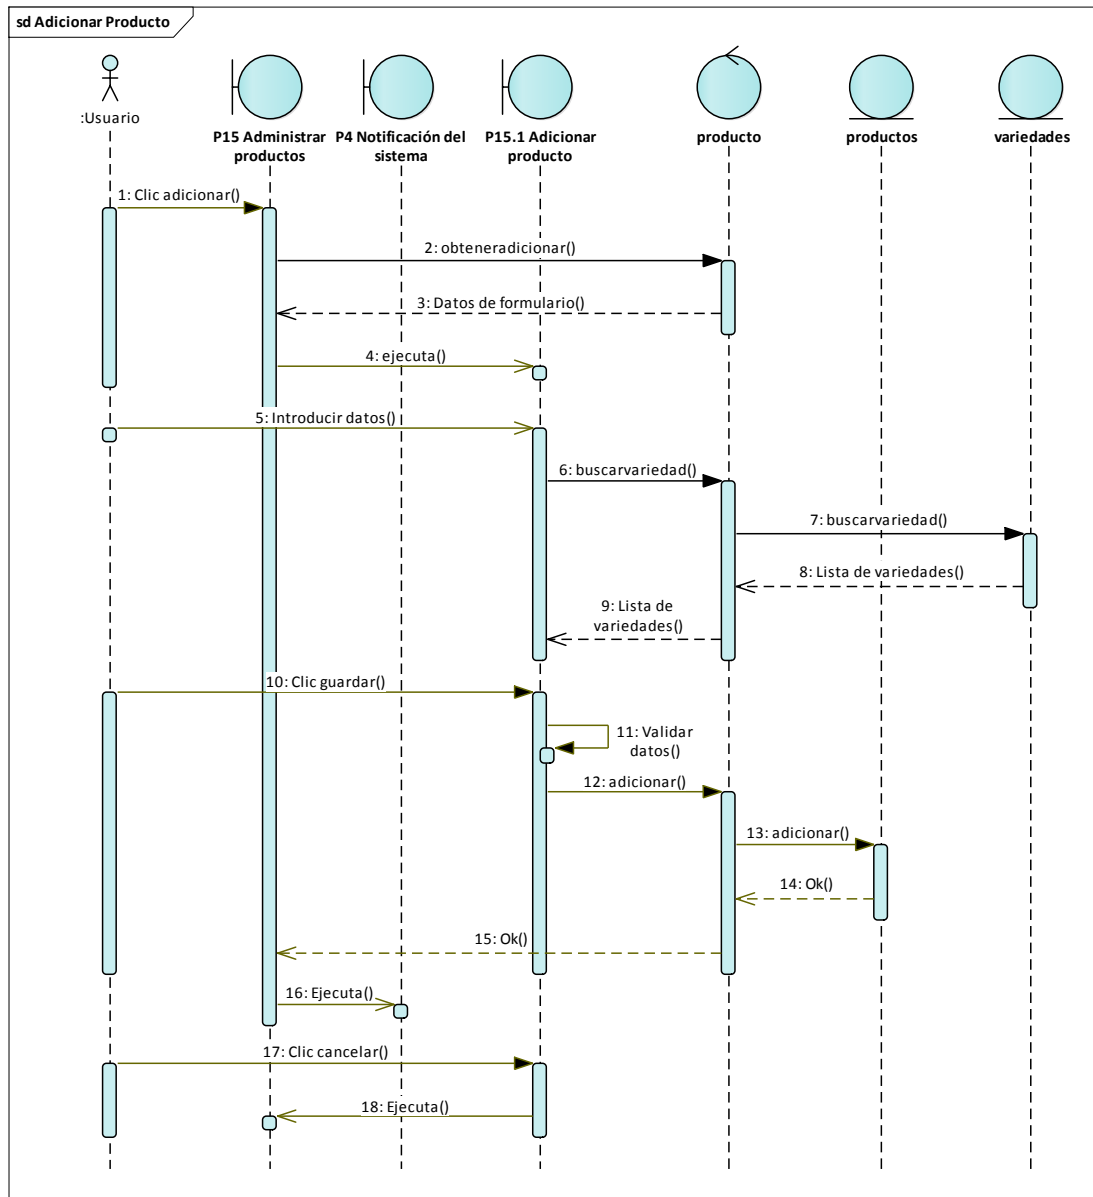 sd Adicionar Producto
:Usuario
P15 Administrar
productos
P4 Notificación del
sistema
P15.1 Adicionar
producto
producto
productos
variedades
1: Clic adicionar()
2: obteneradicionar()
3: Datos de formulario()
4: ejecuta()
5: Introducir datos()
6: buscarvariedad()
7: buscarvariedad()
8: Lista de variedades()
9: Lista de
variedades()
10: Clic guardar()
11: Validar
datos()
12: adicionar()
13: adicionar()
14: Ok()
15: Ok()
16: Ejecuta()
17: Clic cancelar()
18: Ejecuta()